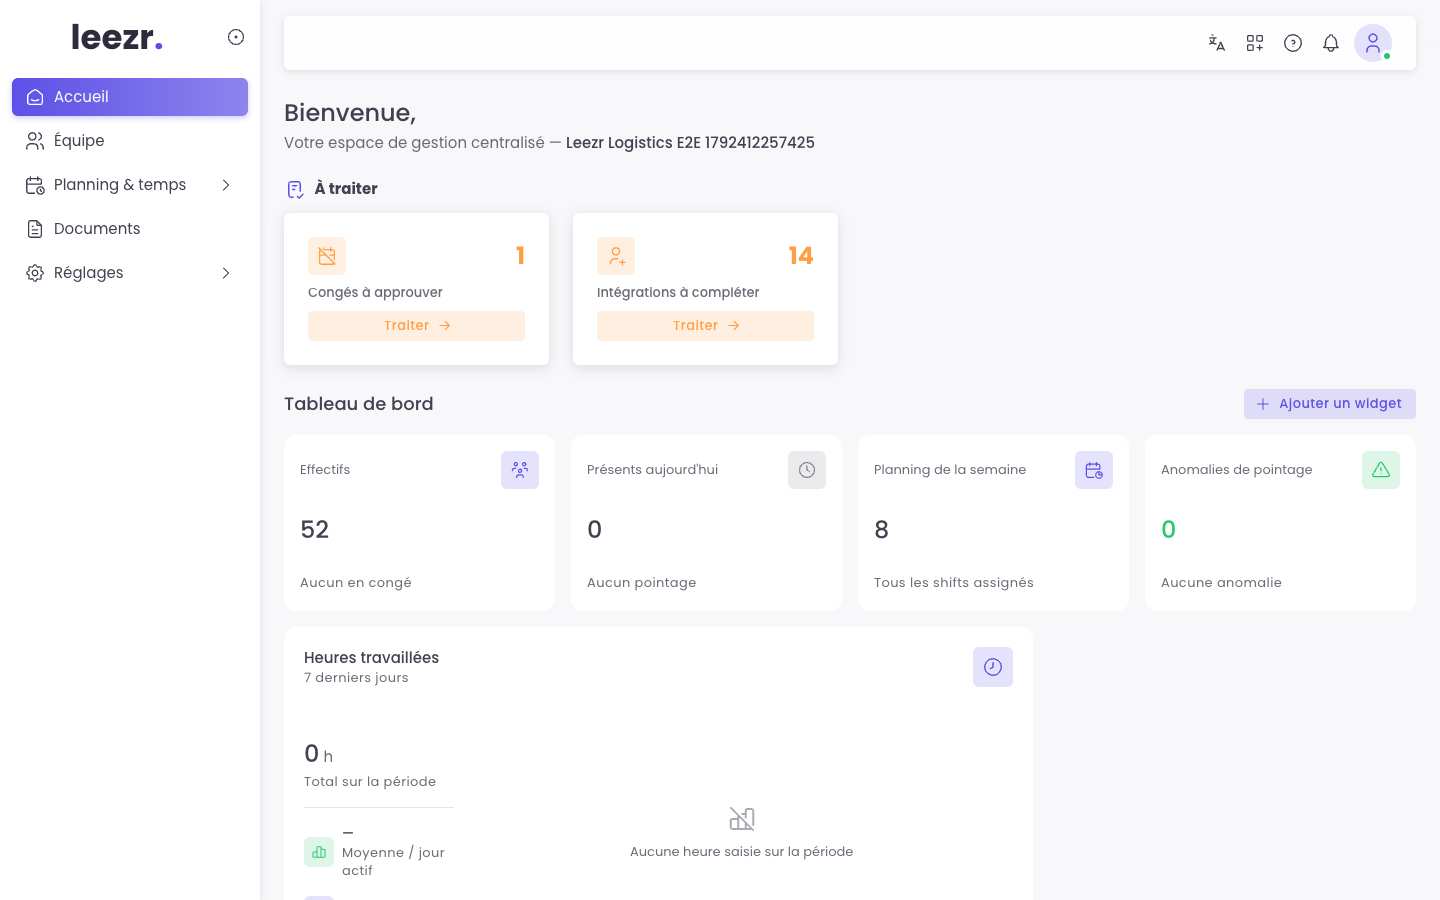 leezr.
Accueil
Équipe
Planning & temps
Documents
Réglages
Bienvenue,
Votre espace de gestion centralisé — Leezr Logistics E2E 1792412257425
À traiter
1
Congés à approuver
Traiter →
14
Intégrations à compléter
Traiter →
Tableau de bord
+ Ajouter un widget
Effectifs
52
Aucun en congé
Présents aujourd'hui
0
Aucun pointage
Planning de la semaine
8
Tous les shifts assignés
Anomalies de pointage
0
Aucune anomalie
Heures travaillées
7 derniers jours
0 h
Total sur la période
—
Moyenne / jour
actif
Aucune heure saisie sur la période